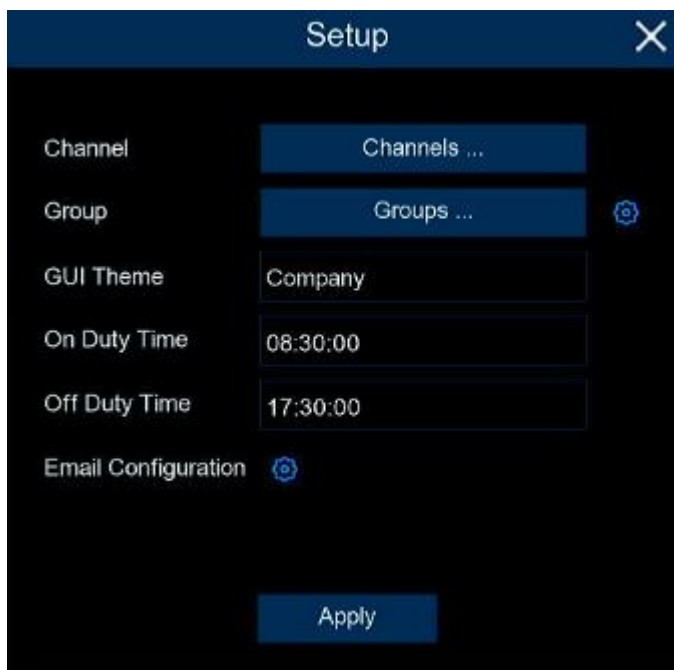 Setup
Channel
Channels ...
Group
Groups ...
GUI Theme
Company
On Duty Time
08:30:00
Off Duty Time
17:30:00
Email Configuration
Apply